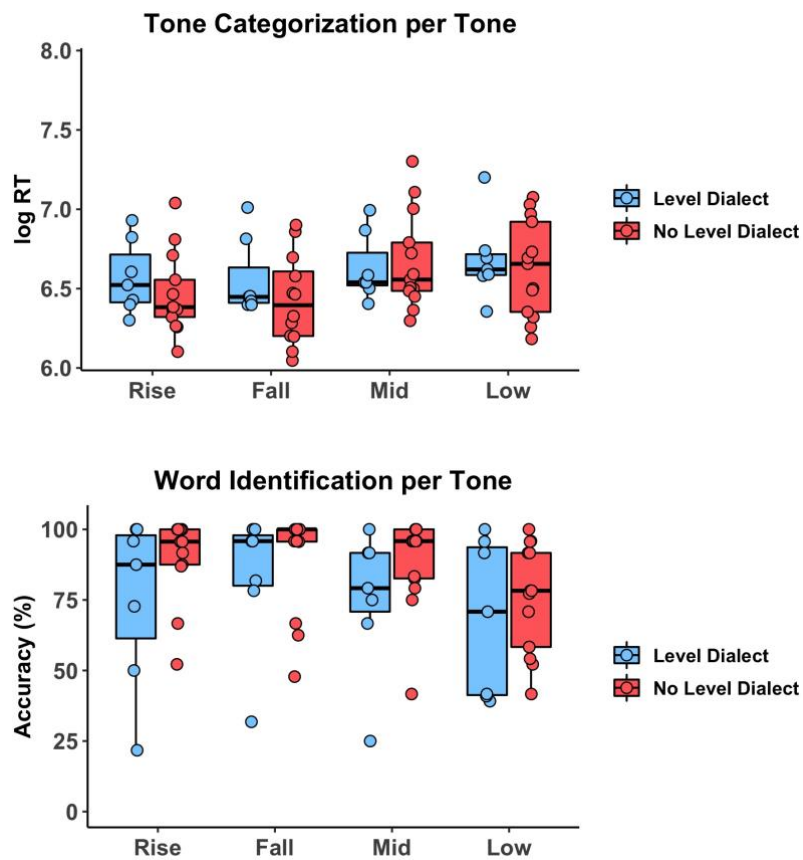 Tone Categorization per Tone
log RT
8.0
7.5
7.0
6.5
6.0
Rise Fall Mid Low
Level Dialect
No Level Dialect
Word Identification per Tone
Accuracy (%)
100
75
50
25
0
Rise Fall Mid Low
Level Dialect
No Level Dialect